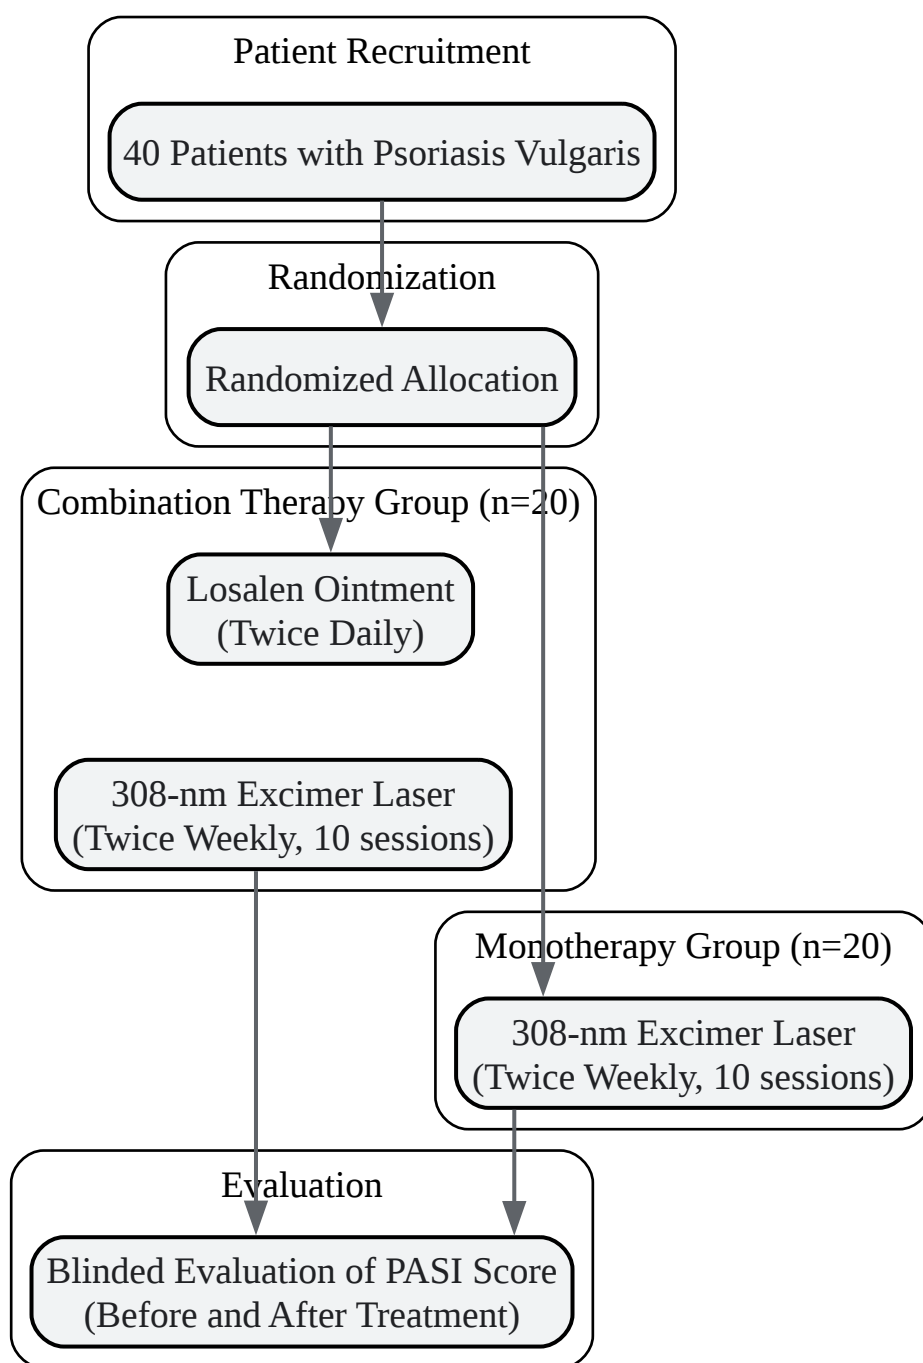 Patient Recruitment
40 Patients with Psoriasis Vulgaris
Randomization
Randomized Allocation
Combination Therapy Group (n=20)
Losalen Ointment
(Twice Daily)
308-nm Excimer Laser
(Twice Weekly, 10 sessions)
Monotherapy Group (n=20)
308-nm Excimer Laser
(Twice Weekly, 10 sessions)
Evaluation
Blinded Evaluation of PASI Score
(Before and After Treatment)